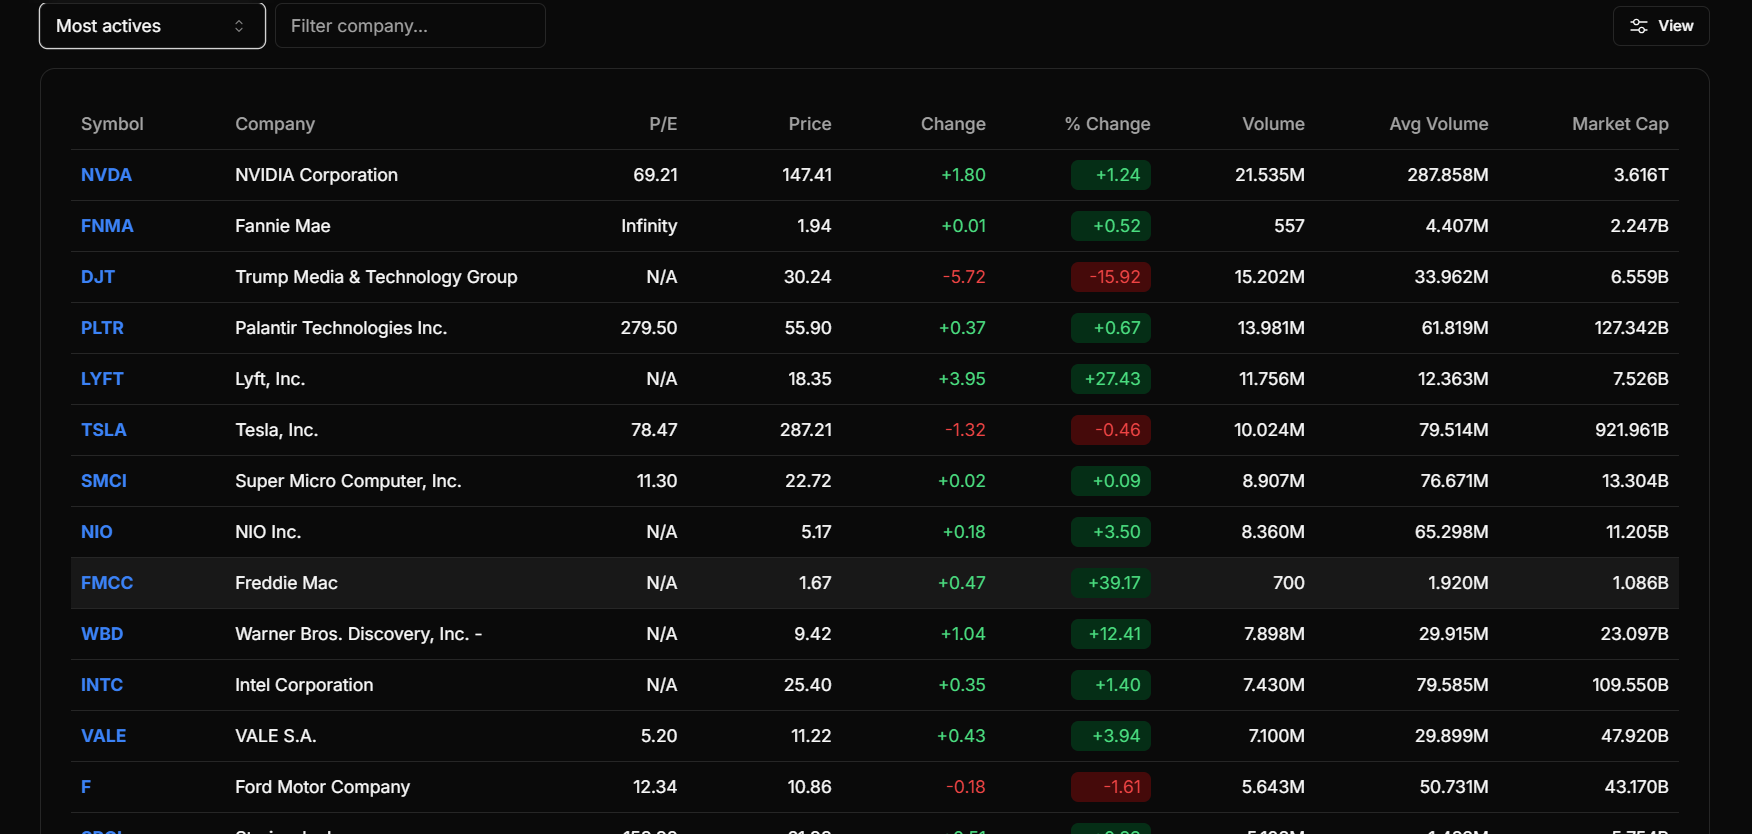 Most actives Filter company... View
Symbol Company P/E Price Change % Change Volume Avg Volume Market Cap
NVDA NVIDIA Corporation 69.21 147.41 +1.80 +1.24 21.535M 287.858M 3.616T
FNMA Fannie Mae Infinity 1.94 +0.01 +0.52 557 4.407M 2.247B
DJT Trump Media & Technology Group N/A 30.24 -5.72 -15.92 15.202M 33.962M 6.559B
PLTR Palantir Technologies Inc. 279.50 55.90 +0.37 +0.67 13.981M 61.819M 127.342B
LYFT Lyft, Inc. N/A 18.35 +3.95 +27.43 11.756M 12.363M 7.526B
TSLA Tesla, Inc. 78.47 287.21 -1.32 -0.46 10.024M 79.514M 921.961B
SMCI Super Micro Computer, Inc. 11.30 22.72 +0.02 +0.09 8.907M 76.671M 13.304B
NIO NIO Inc. N/A 5.17 +0.18 +3.50 8.360M 65.298M 11.205B
FMCC Freddie Mac N/A 1.67 +0.47 +39.17 700 1.920M 1.086B
WBD Warner Bros. Discovery, Inc. - N/A 9.42 +1.04 +12.41 7.898M 29.915M 23.097B
INTC Intel Corporation N/A 25.40 +0.35 +1.40 7.430M 79.585M 109.550B
VALE VALE S.A. 5.20 11.22 +0.43 +3.94 7.100M 29.899M 47.920B
F Ford Motor Company 12.34 10.86 -0.18 -1.61 5.643M 50.731M 43.170B